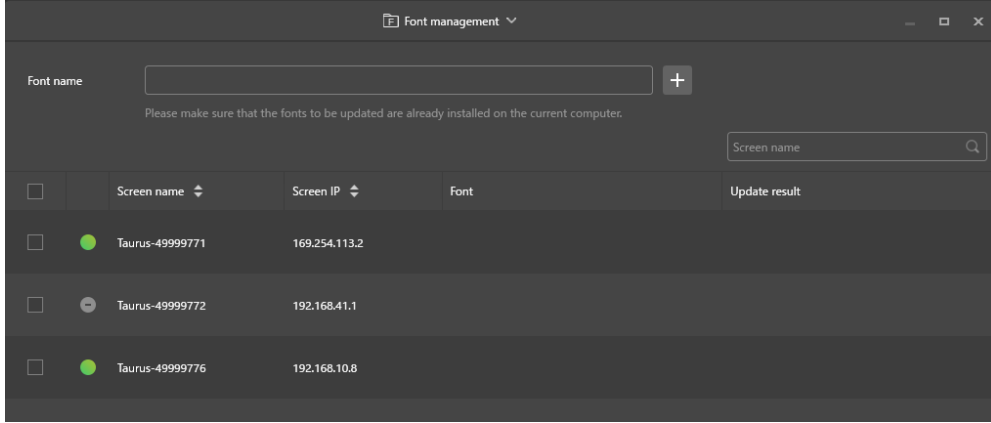 Font management
Font name
Please make sure that the fonts to be updated are already installed on the current computer.
Screen name
Screen name Screen IP Font Update result
Taurus-49999771 169.254.113.2
Taurus-49999772 192.168.41.1
Taurus-49999776 192.168.10.8